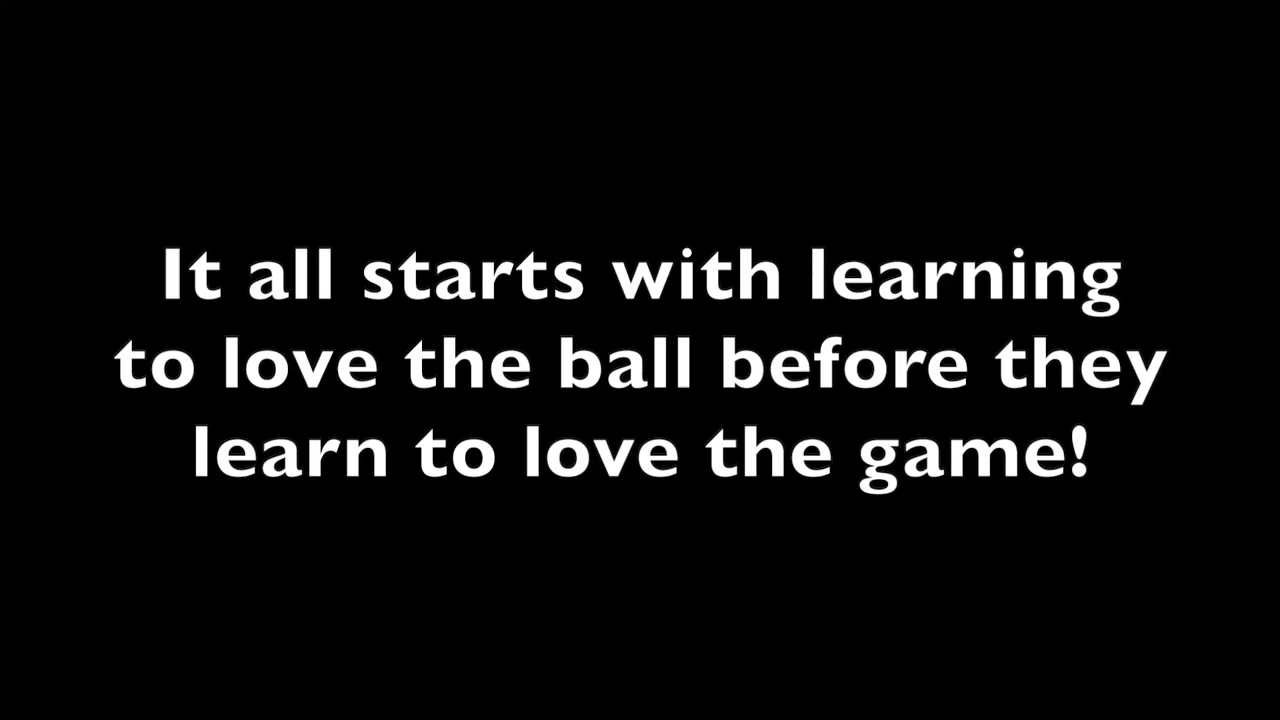 It all starts with learning
to love the ball before they
learn to love the game!